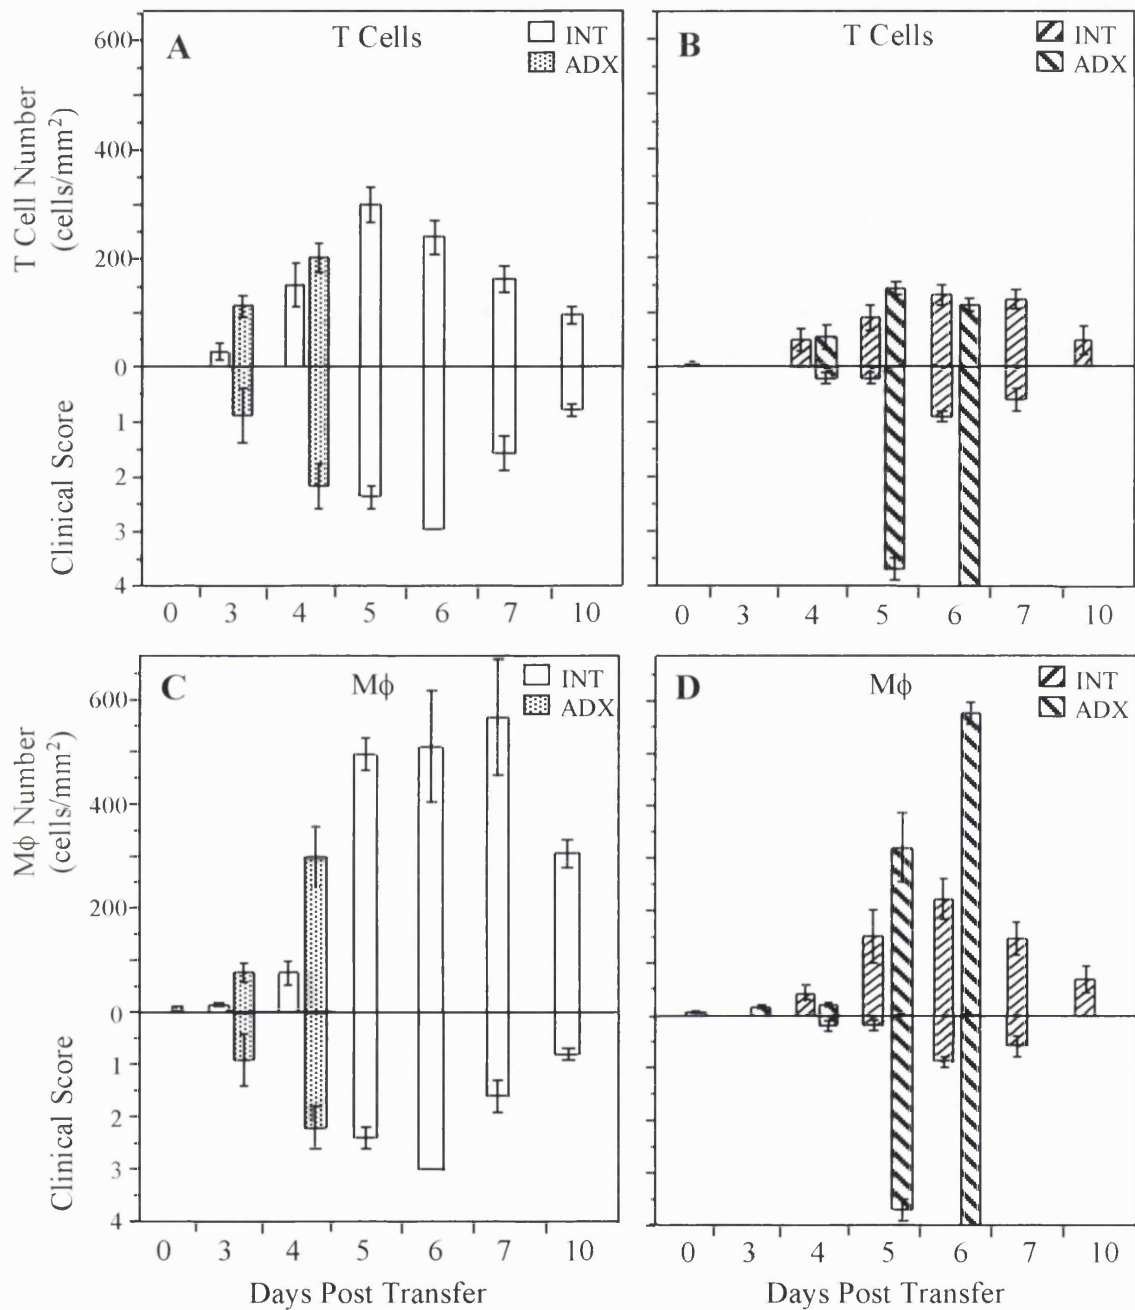 A
T Cells
INT
ADX
B
T Cells
INT
ADX
T Cell Number
(cells/mm²)
600
400
200
0
Clinical Score
1
2
3
4
0 3 4 5 6 7 10
0 3 4 5 6 7 10
C
Mφ
INT
ADX
D
Mφ
INT
ADX
Mφ Number
(cells/mm²)
600
400
200
0
Clinical Score
1
2
3
4
0 3 4 5 6 7 10
0 3 4 5 6 7 10
Days Post Transfer
Days Post Transfer